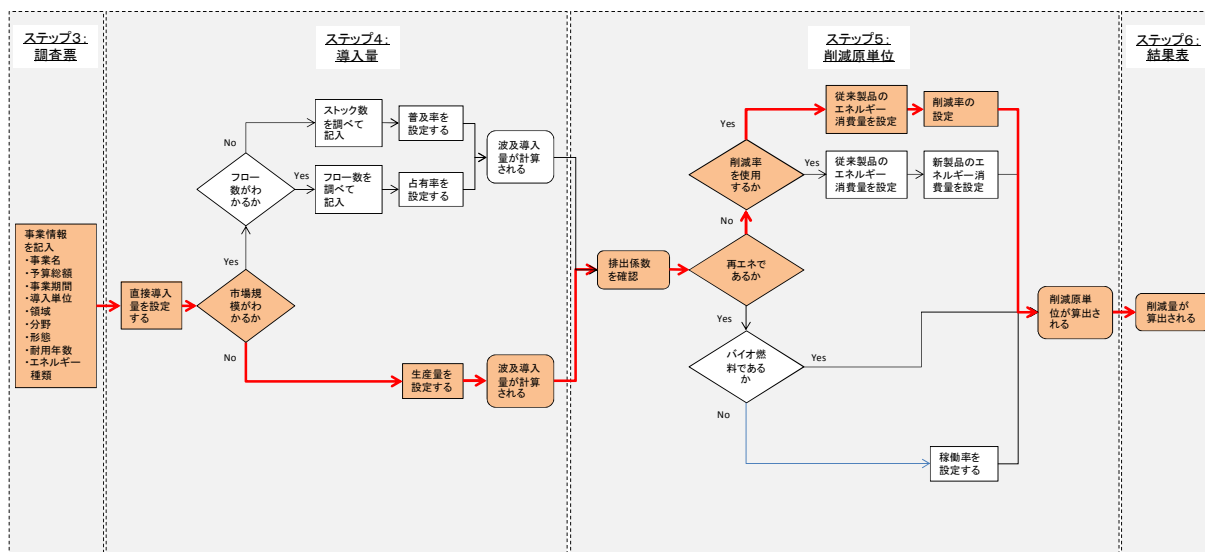 ステップ3:
調査票
事業情報
を記入
・事業名
・予算総額
・事業期間
・導入単位
・領域
・分野
・形態
・耐用年数
・エネルギー
種類
ステップ4:
導入量
直接導入
量を設定
する
市場規
模がわ
かるか
Yes
No
フロー
数がわ
かるか
No
Yes
ストック数
を調べて
記入
普及率を
設定する
フロー数を
調べて
記入
占有率を
設定する
波及導入
量が計算
される
生産量を
設定する
波及導入
量が計算
される
ステップ5:
削減原単位
排出係数
を確認
再エネで
あるか
No
Yes
削減率
を使用
するか
Yes
Yes
従来製品の
エネルギー
消費量を設定
削減率の
設定
従来製品の
エネルギー
消費量を設定
新製品のエ
ネルギー消
費量を設定
バイオ燃
料であるか
Yes
No
稼働率を
設定する
削減原単
位が算出さ
れる
ステップ6:
結果表
削減量が
算出される